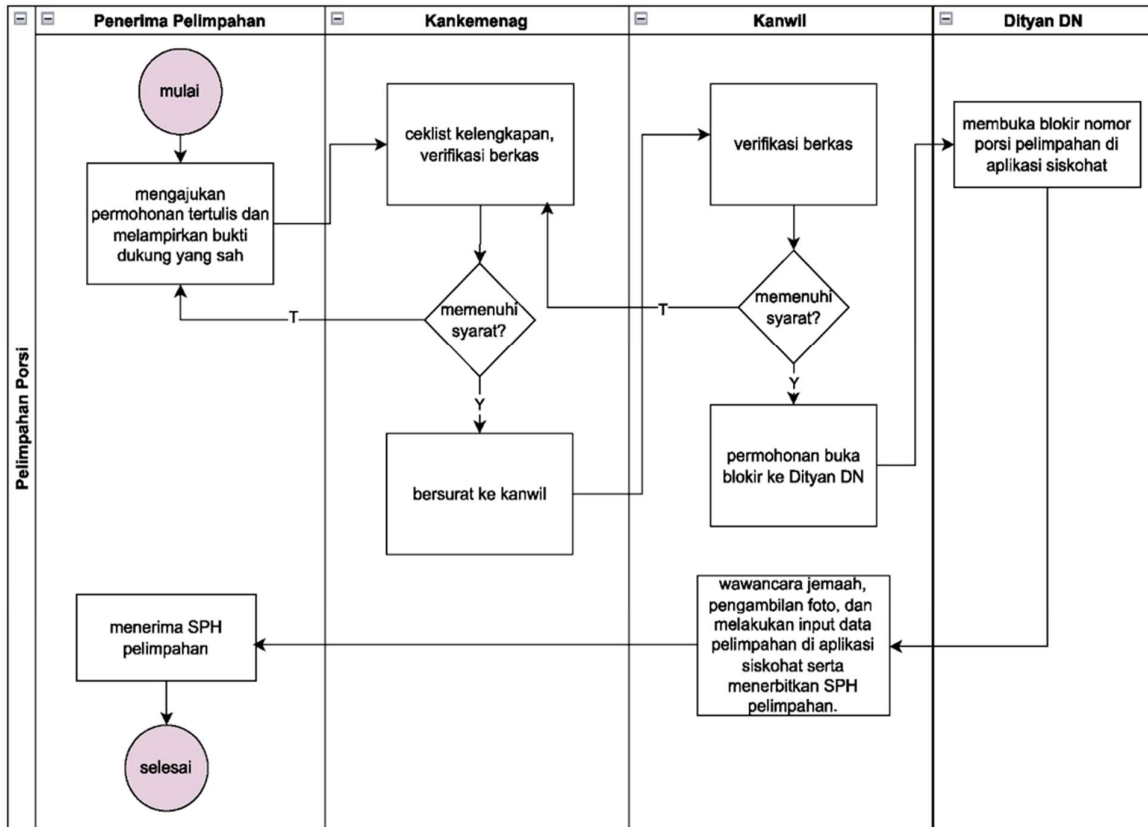 Penerima Pelimpahan
Kankemenag
Kanwil
Dityan DN
Pelimpahan Porsi
mulai
mengajukan
permohonan tertulis dan
melampirkan bukti
dukung yang sah
ceklist kelengkapan,
verifikasi berkas
memenuhi
syarat?
T
Y
bersurat ke kanwil
verifikasi berkas
memenuhi
syarat?
T
Y
permohonan buka
blokir ke Dityan DN
membuka blokir nomor
porsi pelimpahan di
aplikasi siskohat
wawancara jemaah,
pengambilan foto, dan
melakukan input data
pelimpahan di aplikasi
siskohat serta
menerbitkan SPH
pelimpahan.
menerima SPH
pelimpahan
selesai